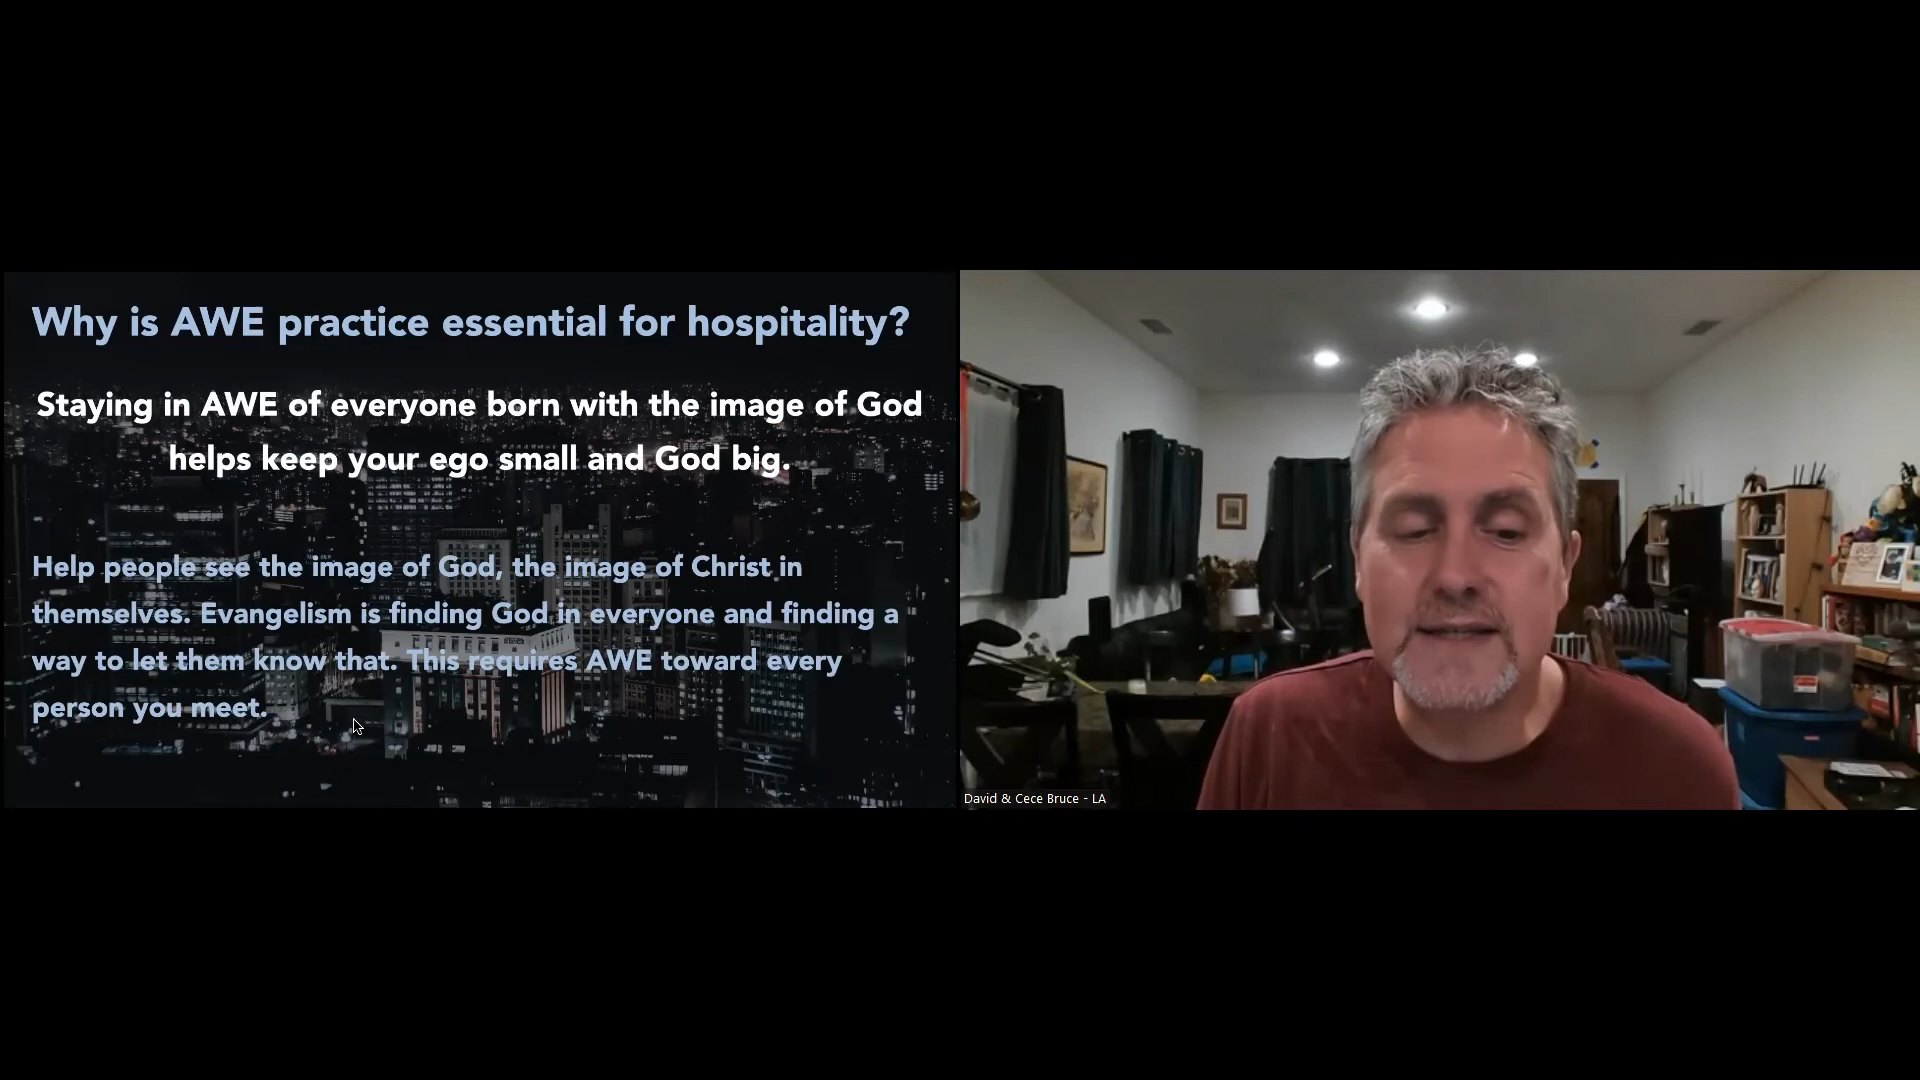 Why is AWE practice essential for hospitality?
Staying in AWE of everyone born with the image of God
helps keep your ego small and God big.
Help people see the image of God, the image of Christ in
themselves. Evangelism is finding God in everyone and finding a
way to let them know that. This requires AWE toward every
person you meet.
David & Cece Bruce - LA